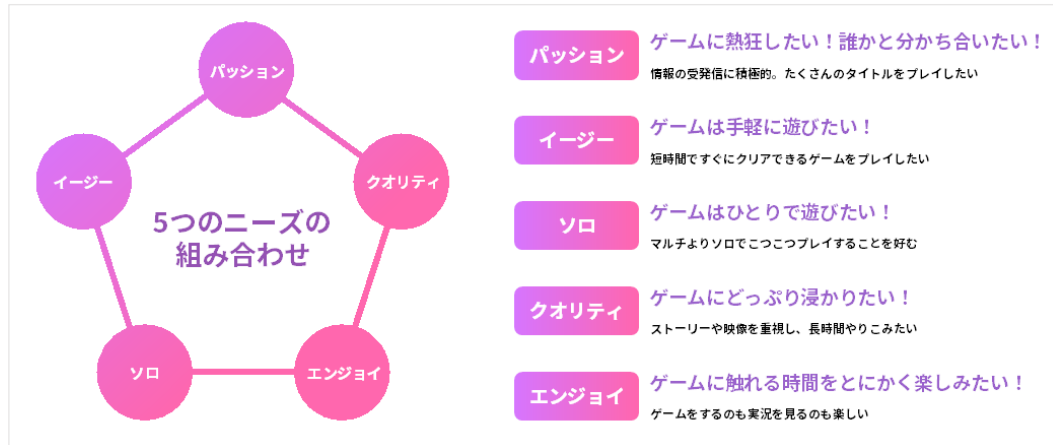 パッション
イージー
クオリティ
5つのニーズの
組み合わせ
ソロ
エンジョイ
パッション
ゲームに熱狂したい！誰かと分かち合いたい！
情報の受発信に積極的。たくさんのタイトルをプレイしたい
イージー
ゲームは手軽に遊びたい！
短時間ですぐにクリアできるゲームをプレイしたい
ソロ
ゲームはひとりで遊びたい！
マルチよりソロでこつこつプレイすることを好む
クオリティ
ゲームにどっぷり浸かりたい！
ストーリーや映像を重視し、長時間やりこみたい
エンジョイ
ゲームに触れる時間をとにかく楽しみたい！
ゲームをするのも実況を見るのも楽しい